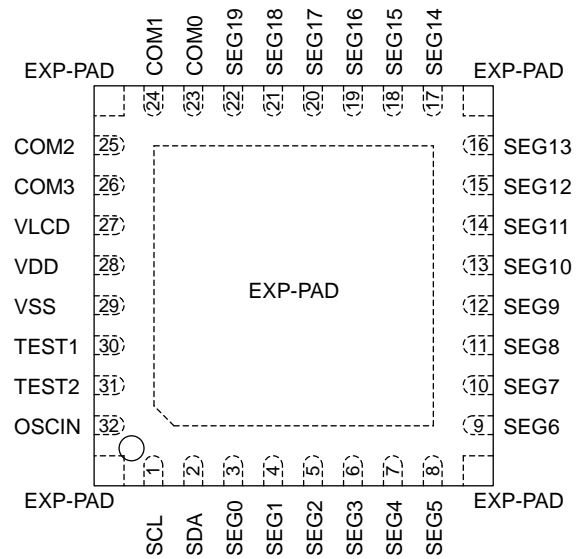 COM1
COM0
SEG19
SEG18
SEG17
SEG16
SEG15
SEG14
EXP-PAD
EXP-PAD
24
23
22
21
20
19
18
17
COM2 25
16 SEG13
COM3 26
15 SEG12
VLCD 27
14 SEG11
VDD 28
13 SEG10
EXP-PAD
VSS 29
12 SEG9
TEST1 30
11 SEG8
TEST2 31
10 SEG7
OSCIN 32
9 SEG6
1
2
3
4
5
6
7
8
EXP-PAD
EXP-PAD
SCL
SDA
SEG0
SEG1
SEG2
SEG3
SEG4
SEG5